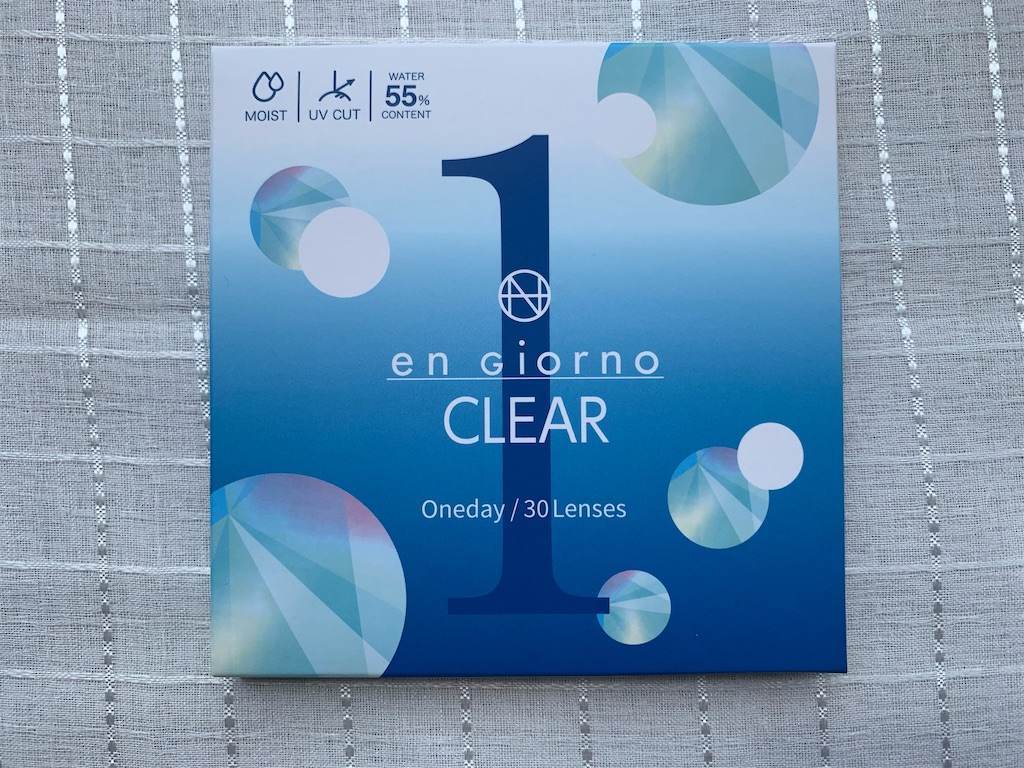 MOIST
UV CUT
WATER
55%
CONTENT
1
en Giorno
CLEAR
Oneday / 30 Lenses